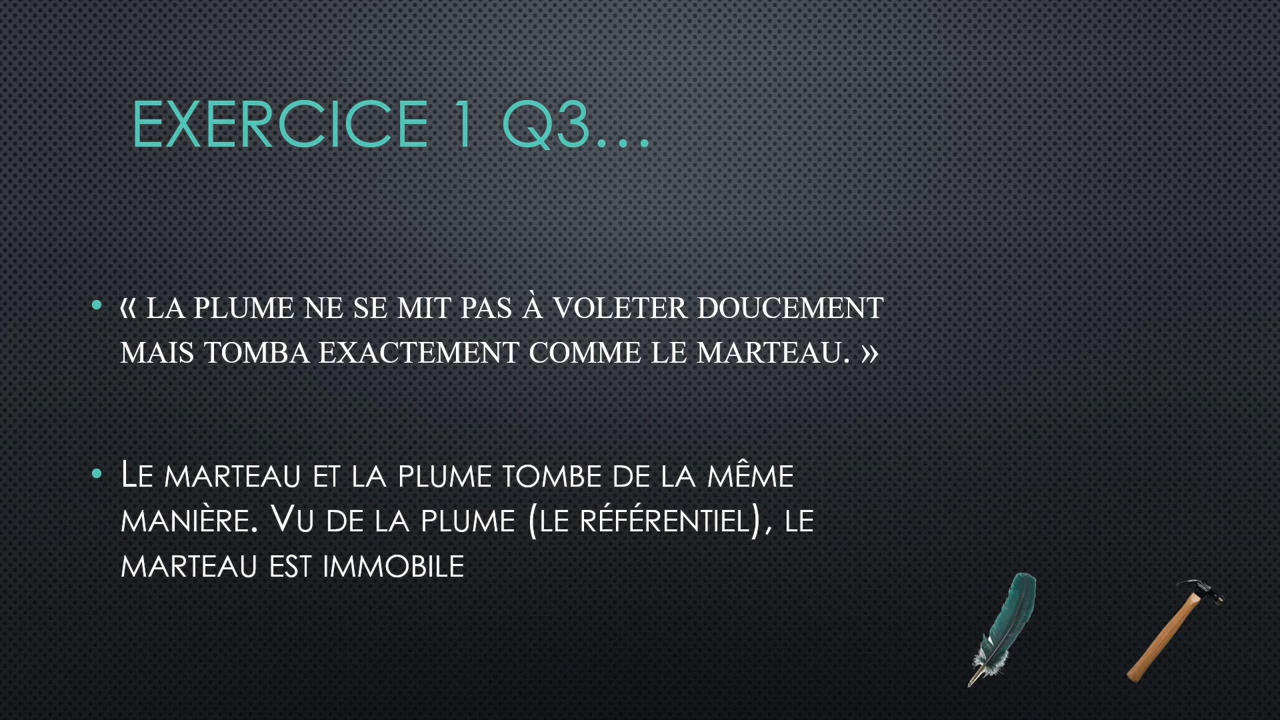 EXERCICE 1 Q3…
• « LA PLUME NE SE MIT PAS À VOLETER DOUCEMENT
MAIS TOMBA EXACTEMENT COMME LE MARTEAU. »
• LE MARTEAU ET LA PLUME TOMBE DE LA MÊME
MANIÈRE. VU DE LA PLUME (LE RÉFÉRENTIEL), LE
MARTEAU EST IMMOBILE